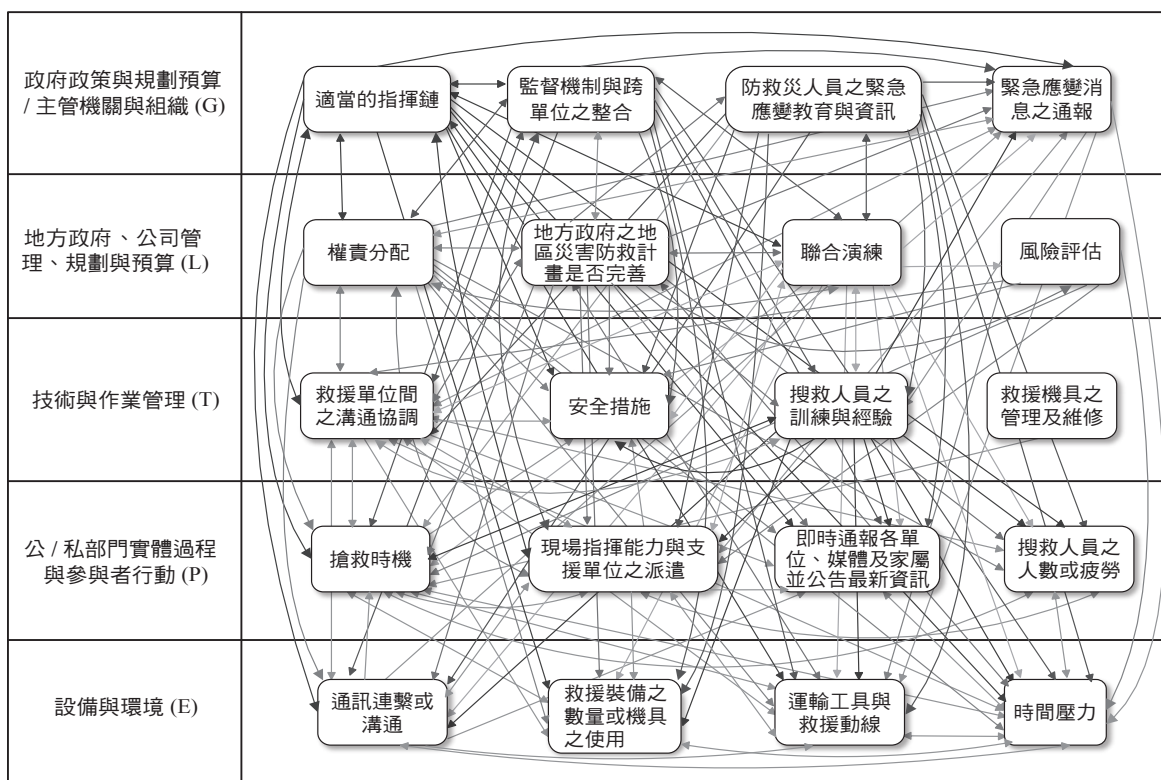 政府政策與規劃預算
/ 主管機關與組織 (G)
適當的指揮鏈
監督機制與跨
單位之整合
防救災人員之緊急
應變教育與資訊
緊急應變消
息之通報
地方政府、公司管
理、規劃與預算 (L)
權責分配
地方政府之地
區災害防救計
畫是否完善
聯合演練
風險評估
技術與作業管理 (T)
救援單位間
之溝通協調
安全措施
搜救人員之
訓練與經驗
救援機具之
管理及維修
公 / 私部門實體過程
與參與者行動 (P)
搶救時機
現場指揮能力與支
援單位之派遣
即時通報各單
位、媒體及家屬
並公告最新資訊
搜救人員之
人數或疲勞
設備與環境 (E)
通訊連繫或
溝通
救援裝備之
數量或機具
之使用
運輸工具與
救援動線
時間壓力